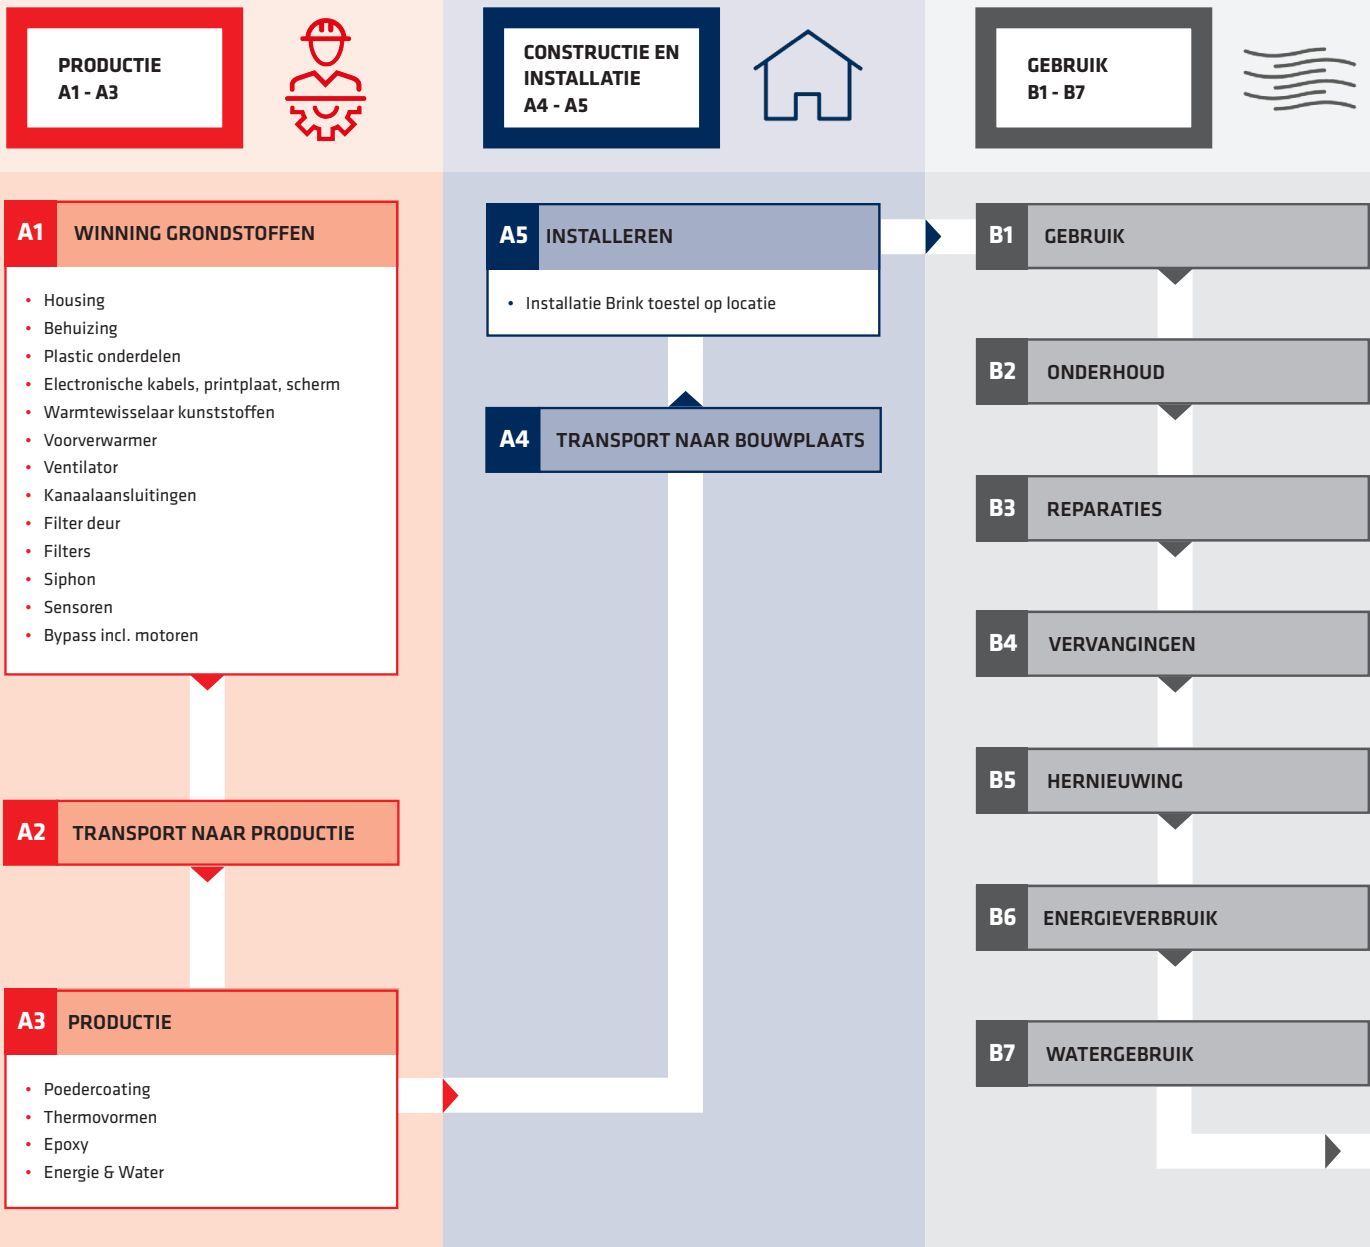 PRODUCTIE
A1 - A3
CONSTRUCTIE EN
INSTALLATIE
A4 - A5
GEBRUIK
B1 - B7
A1 WINNING GRONDSTOFFEN
• Housing
• Behuizing
• Plastic onderdelen
• Electronische kabels, printplaat, scherm
• Warmtewisselaar kunststoffen
• Voorverwarmer
• Ventilator
• Kanaalaansluitingen
• Filter deur
• Filters
• Siphon
• Sensoren
• Bypass incl. motoren
A2 TRANSPORT NAAR PRODUCTIE
A3 PRODUCTIE
• Poedercoating
• Thermovormen
• Epoxy
• Energie & Water
A5 INSTALLEREN
• Installatie Brink toestel op locatie
A4 TRANSPORT NAAR BOUWPLAATS
B1 GEBRUIK
B2 ONDERHOUD
B3 REPARATIES
B4 VERVANGINGEN
B5 HERNIEUWING
B6 ENERGIEVERBRUIK
B7 WATERGEBRUIK